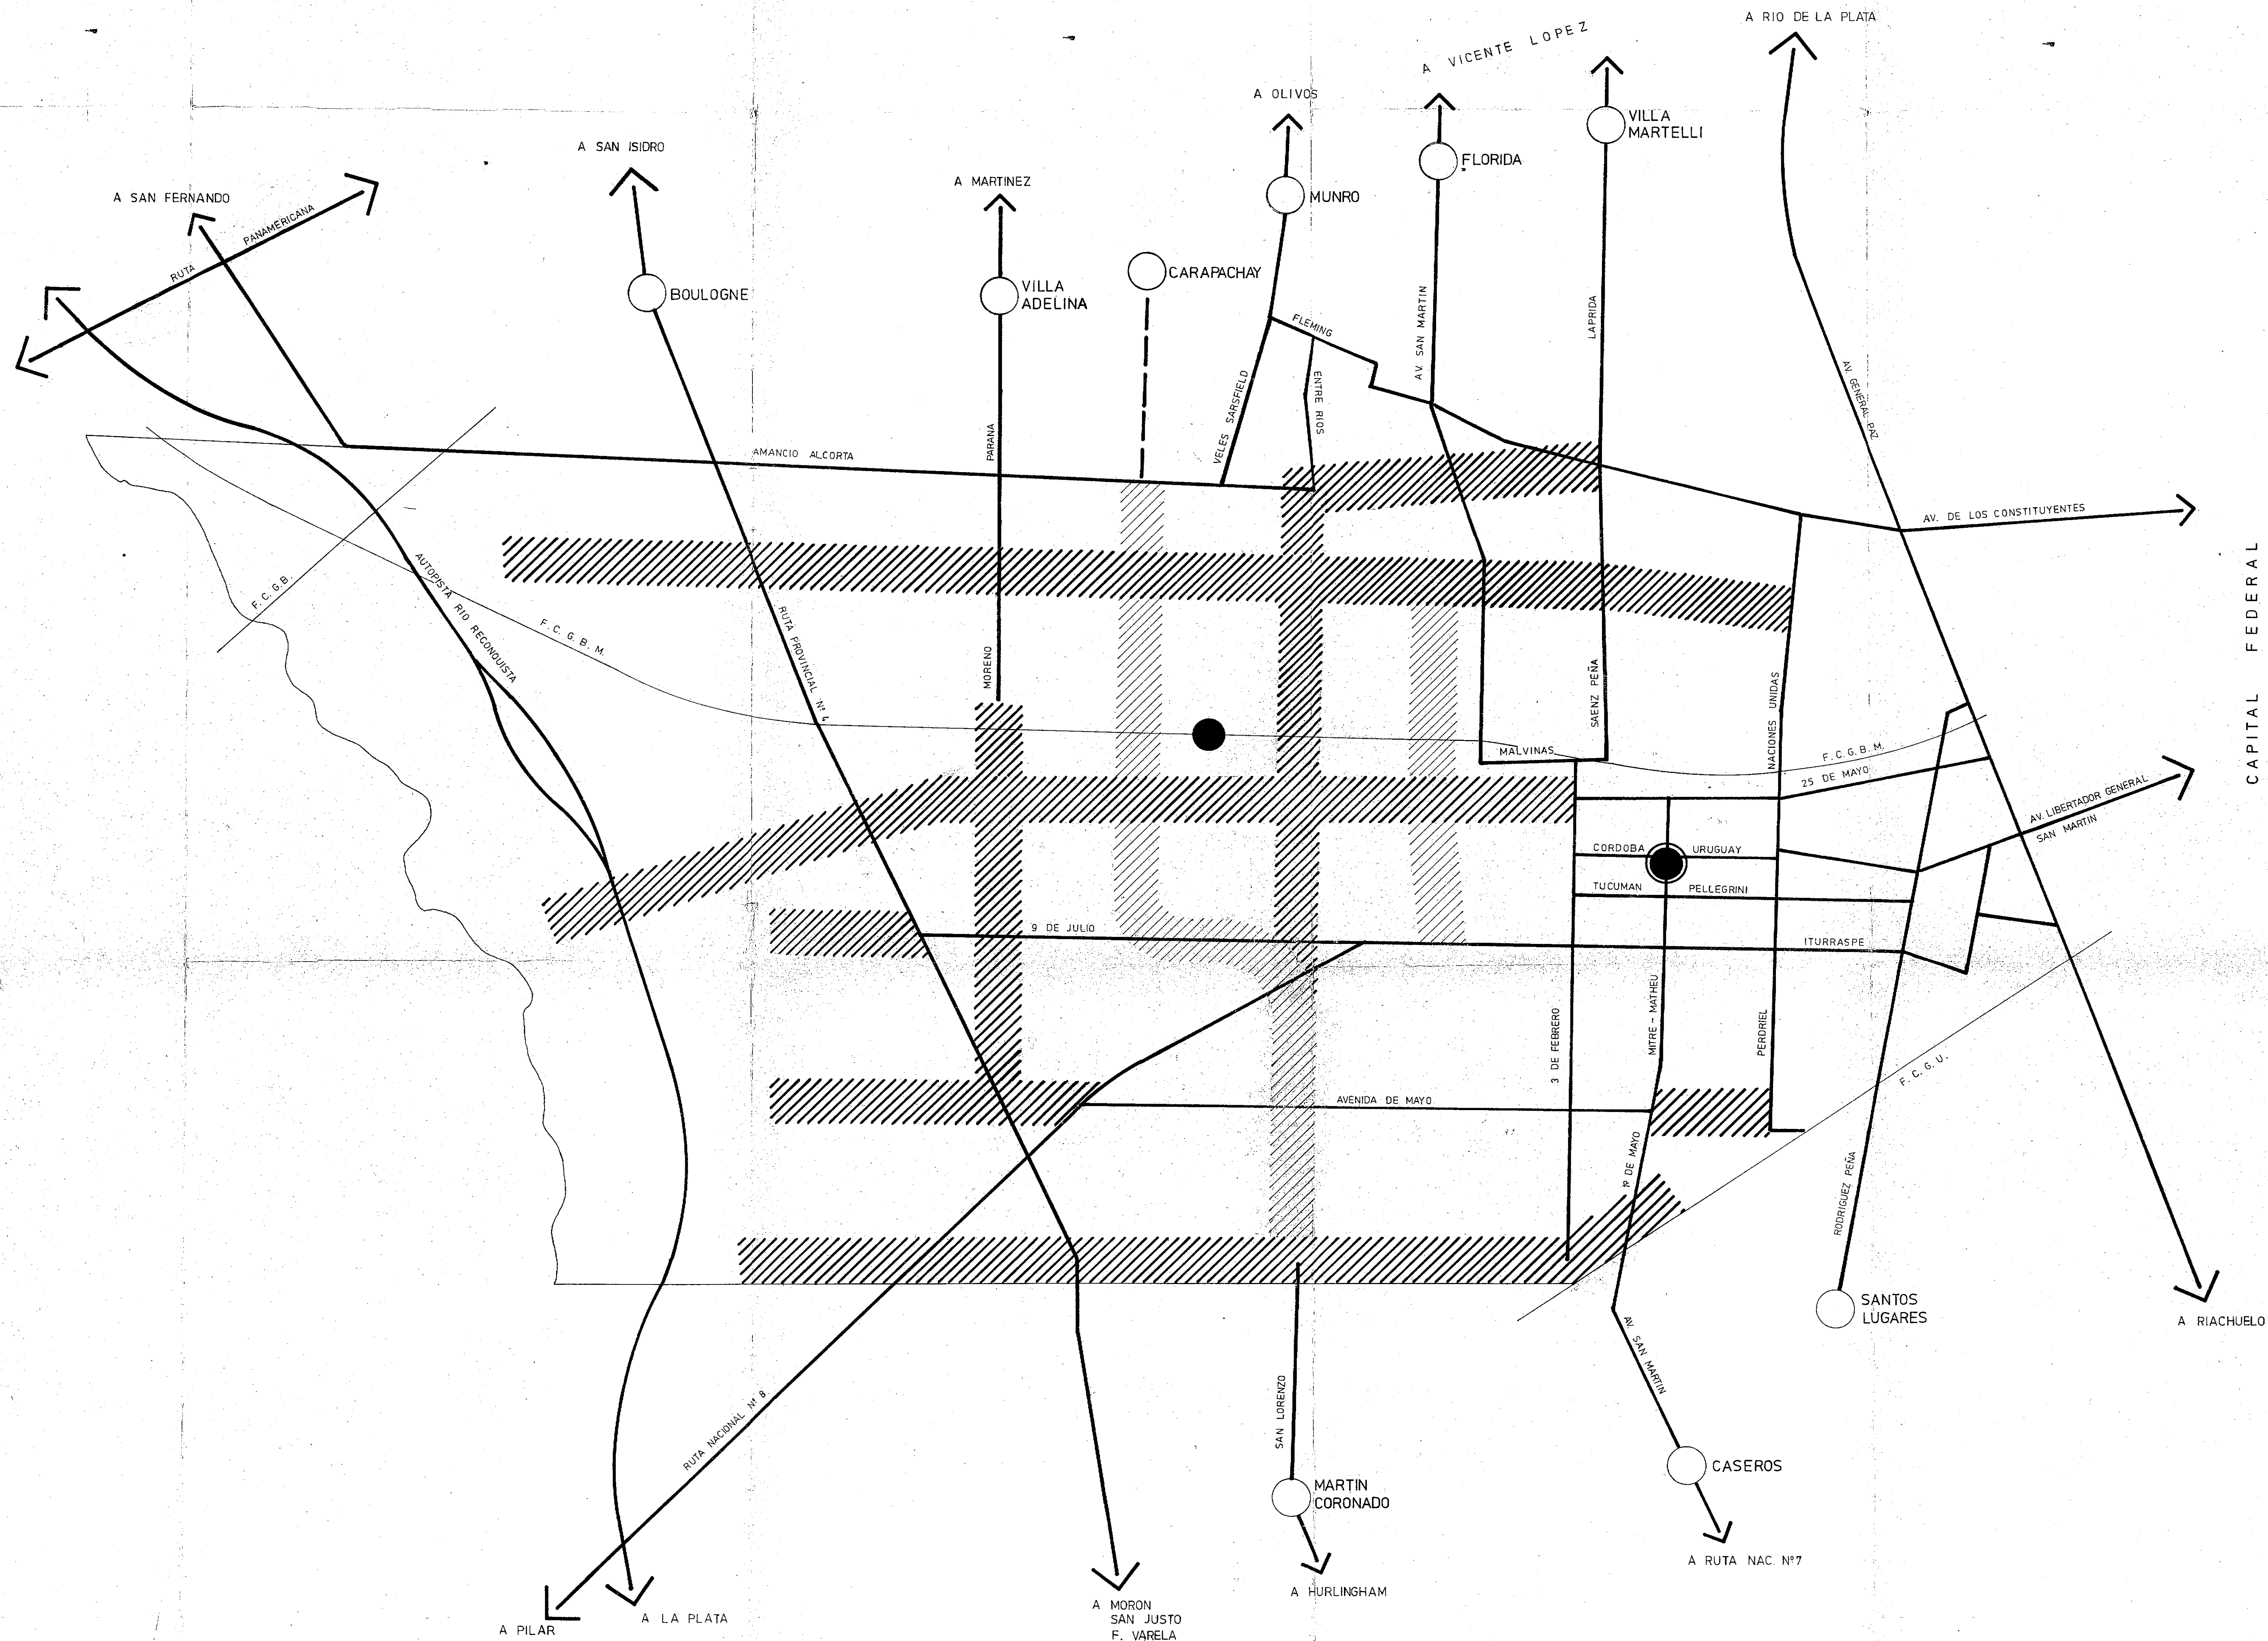 A RIO DE LA PLATA
A VICENTE LOPEZ
A OLIVOS
VILLA
MARTELLI
A SAN ISIDRO
FLORIDA
A MARTINEZ
MUNRO
A SAN FERNANDO
RUTA PANAMERICANA
CARAPACHAY
BOULOGNE
VILLA
ADELINA
FLEMING
LAPRIDA
AV. SAN MARTIN
VELES SARSFIELD
ENTRE RIOS
AV. GENERAL PAZ
PARANA
AMANCIO ALCORTA
AV. DE LOS CONSTITUYENTES
CAPITAL FEDERAL
F.C.G.B.
AUTOPISTA RIO RECONQUISTA
F.C.G.B.M.
RUTA PROVINCIAL Nº 4
MORENO
SAENZ PEÑA
NACIONES UNIDAS
MALVINAS
F.C.G.B.M.
25 DE MAYO
AV. LIBERTADOR GENERAL
SAN MARTIN
CORDOBA
URUGUAY
TUCUMAN
PELLEGRINI
9 DE JULIO
ITURRASPE
3 DE FEBRERO
MITRE - MATHEU
PERDRIEL
F.C.G.U.
AVENIDA DE MAYO
1º DE MAYO
RODRIGUEZ PEÑA
SANTOS
LUGARES
A RIACHUELO
AV. SAN MARTIN
RUTA NACIONAL Nº 8
SAN LORENZO
CASEROS
MARTIN
CORONADO
A RUTA NAC. Nº7
A HURLINGHAM
A MORON
SAN JUSTO
F. VARELA
A LA PLATA
A PILAR